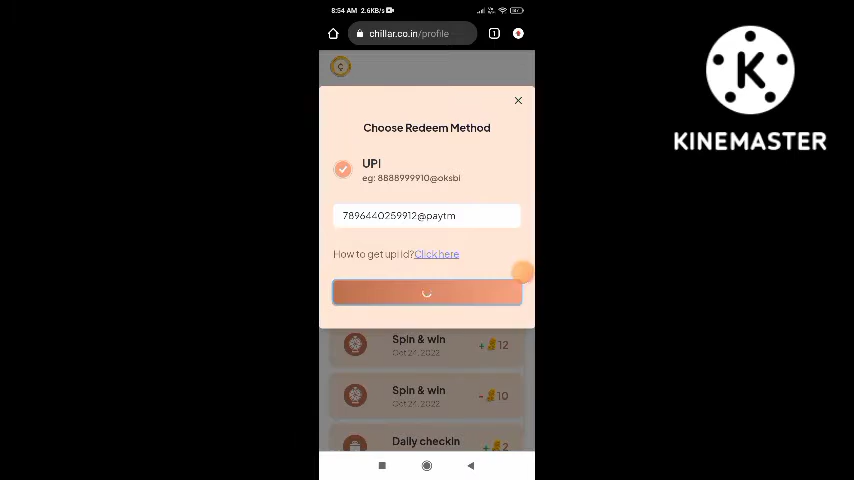 8:54 AM 2.6KB/s
chillar.co.in/profile
1
Choose Redeem Method
UPI
eg: 8888999910@oksbi
7896440259912@paytm
How to get upi id?Click here
Spin & win
+ 12
Oct 24, 2022
Spin & win
- 10
Oct 24, 2022
Daily checkin
+ 2
K
KINEMASTER